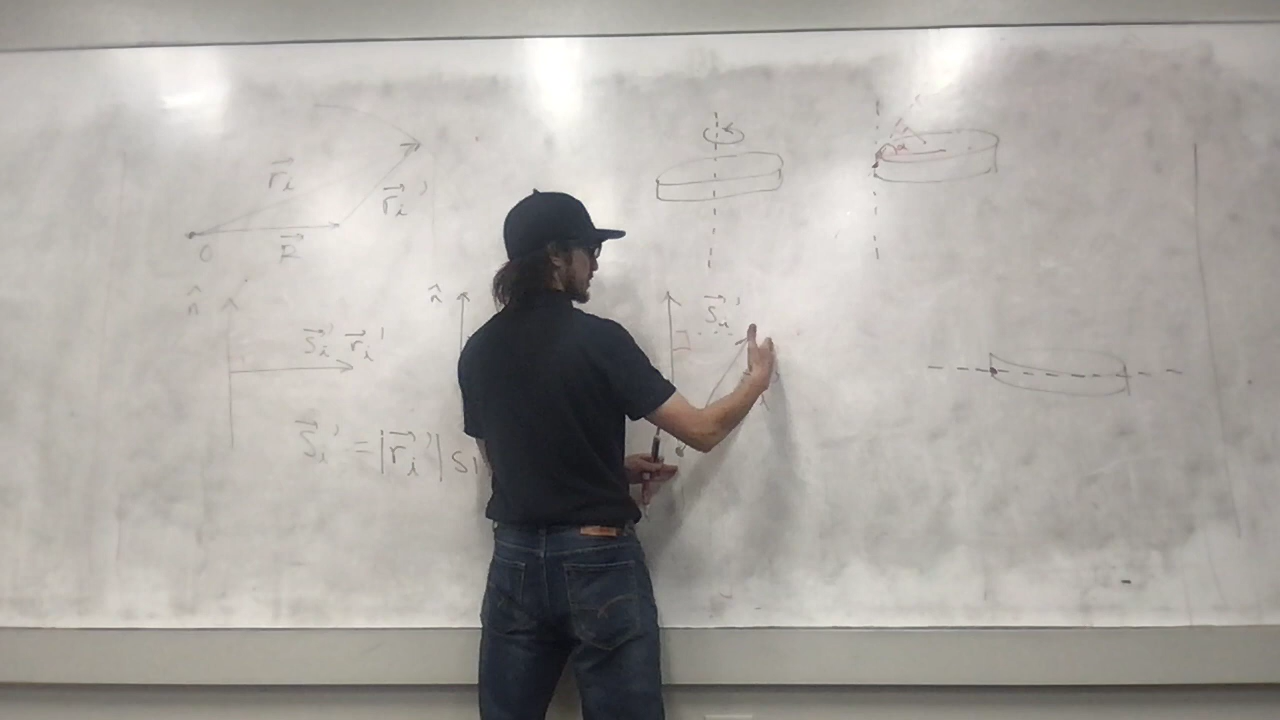 r⃗ᵢ
r⃗ᵢ'
O
R⃗
n̂
n̂
s⃗ᵢ'
s⃗ᵢ' r⃗ᵢ'
s⃗ᵢ' = |r⃗ᵢ'| si